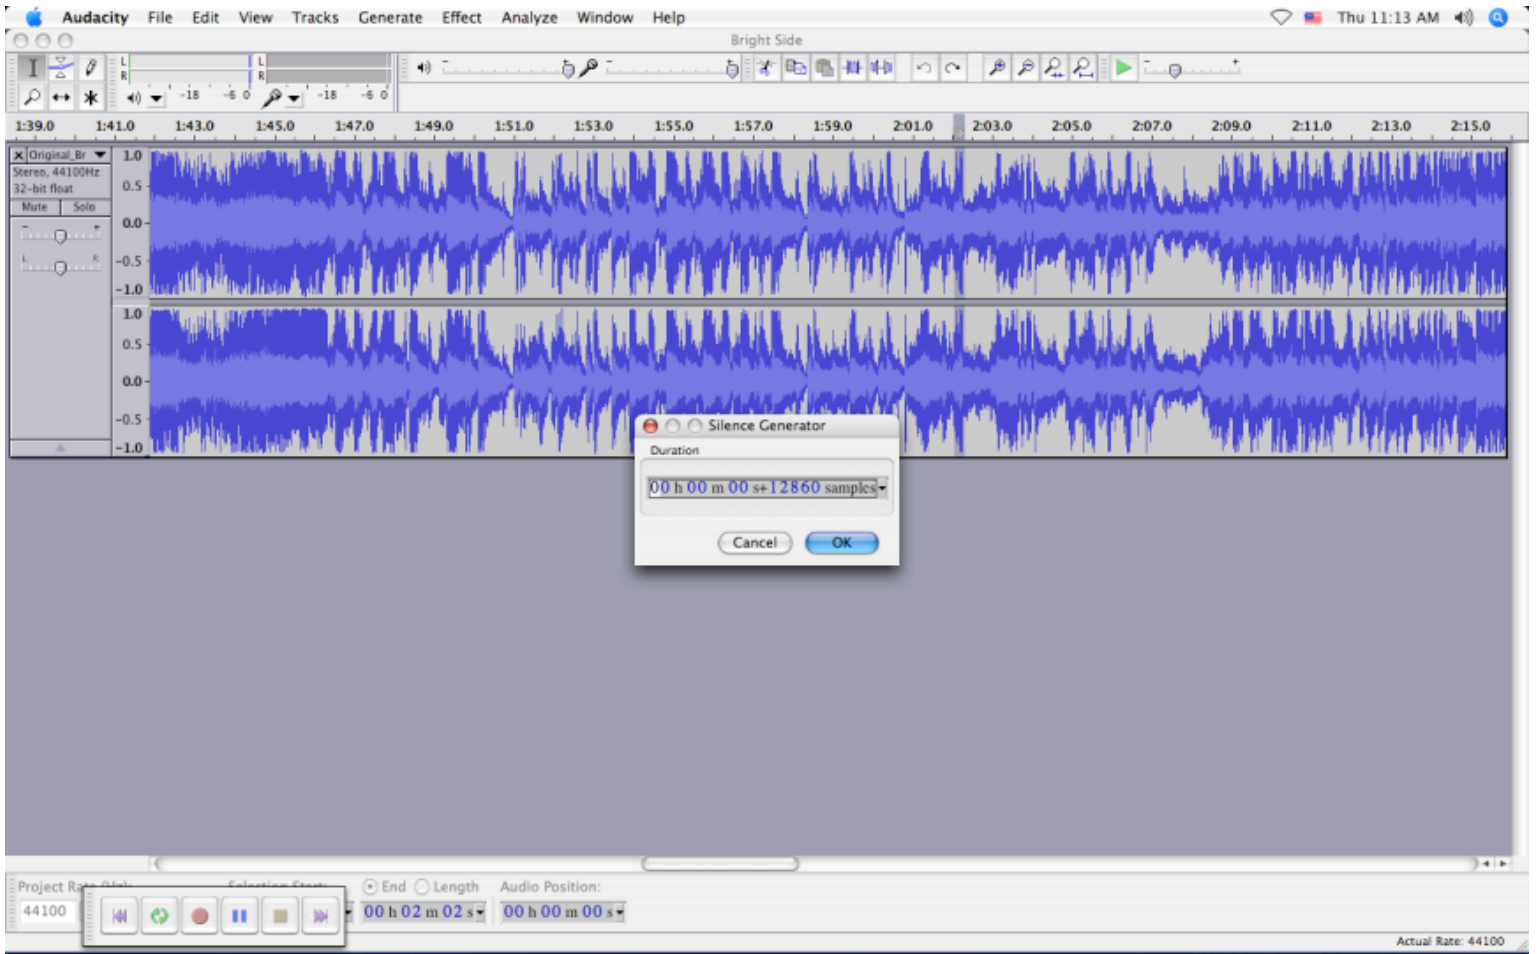 Audacity File Edit View Tracks Generate Effect Analyze Window Help Thu 11:13 AM
Bright Side
L L
R R
-18 -6 0 -18 -6 0
1:39.0 1:41.0 1:43.0 1:45.0 1:47.0 1:49.0 1:51.0 1:53.0 1:55.0 1:57.0 1:59.0 2:01.0 2:03.0 2:05.0 2:07.0 2:09.0 2:11.0 2:13.0 2:15.0
Original_Br 1.0
Stereo, 44100Hz
32-bit float 0.5
Mute Solo
0.0
L R -0.5
-1.0
1.0
0.5
0.0
-0.5
-1.0
Silence Generator
Duration
00 h 00 m 00 s+12860 samples
Cancel OK
End Length Audio Position:
Project
44100 00 h 02 m 02 s 00 h 00 m 00 s
Actual Rate: 44100